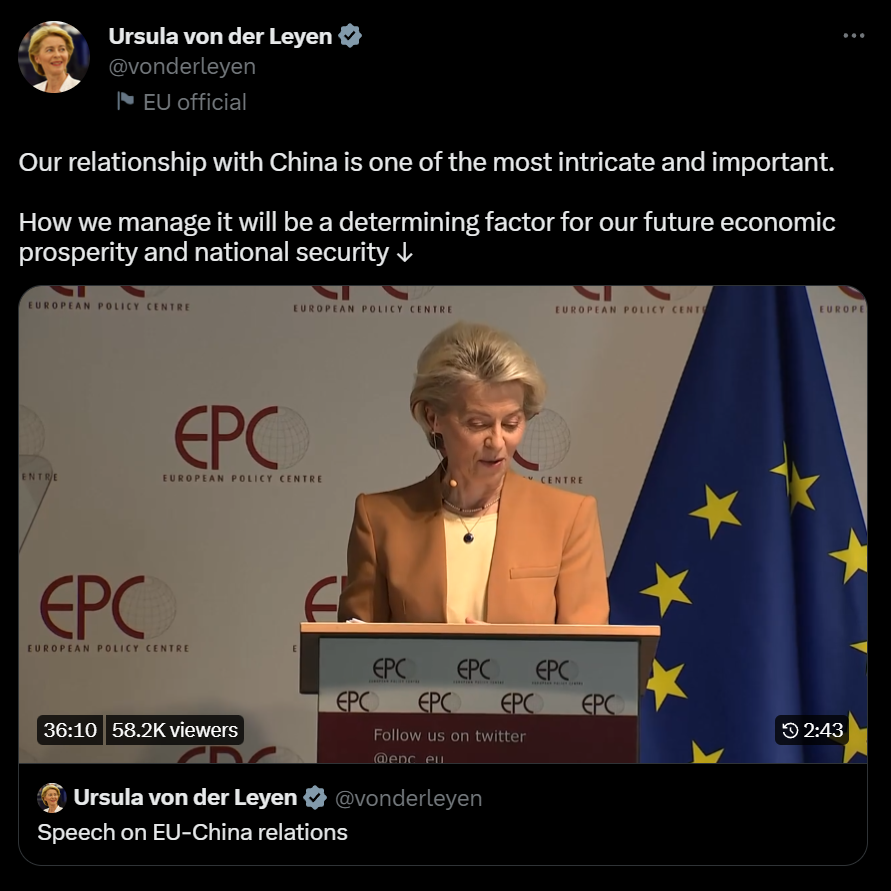 Ursula von der Leyen
@vonderleyen
EU official
Our relationship with China is one of the most intricate and important.
How we manage it will be a determining factor for our future economic
prosperity and national security ↓
EUROPEAN POLICY CENTRE
EUROPEAN POLICY CENTRE
EUROPEAN POLICY CENT
EUROPE
EPC
EUROPEAN POLICY CENTRE
CENTRE
ENTRE
EPC
EUROPEAN POLICY CENTRE
EPC EPC EPC
EPC EPC EPC EPC
Follow us on twitter
@epc_eu
36:10 58.2K viewers
2:43
Ursula von der Leyen @vonderleyen
Speech on EU-China relations